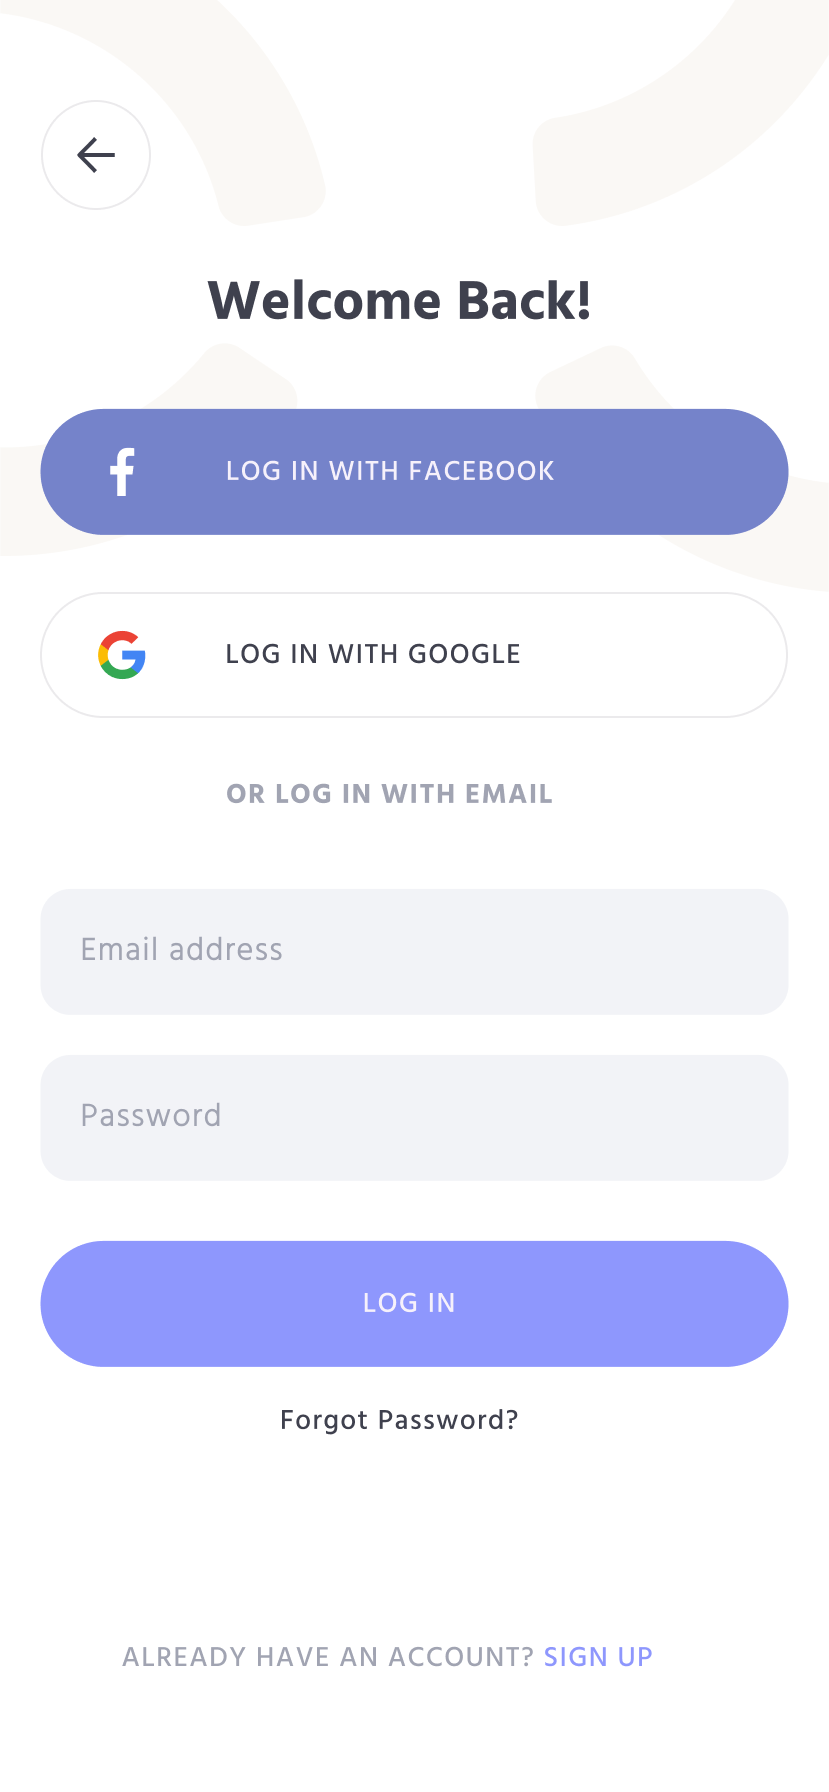 Welcome Back!
LOG IN WITH FACEBOOK
LOG IN WITH GOOGLE
OR LOG IN WITH EMAIL
Email address
Password
LOG IN
Forgot Password?
ALREADY HAVE AN ACCOUNT? SIGN UP